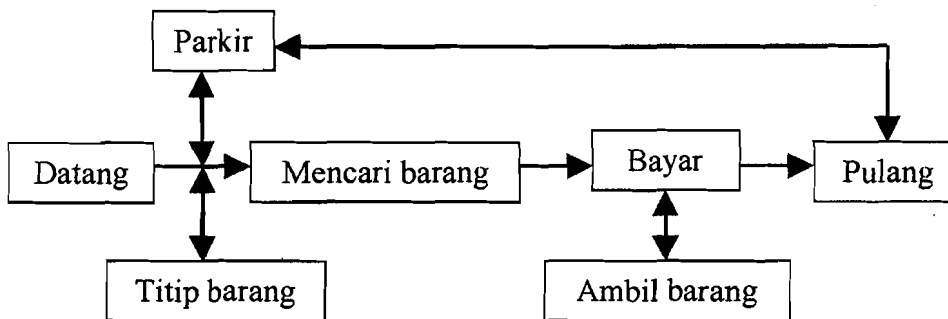 Parkir
Datang
Mencari barang
Bayar
Pulang
Titip barang
Ambil barang